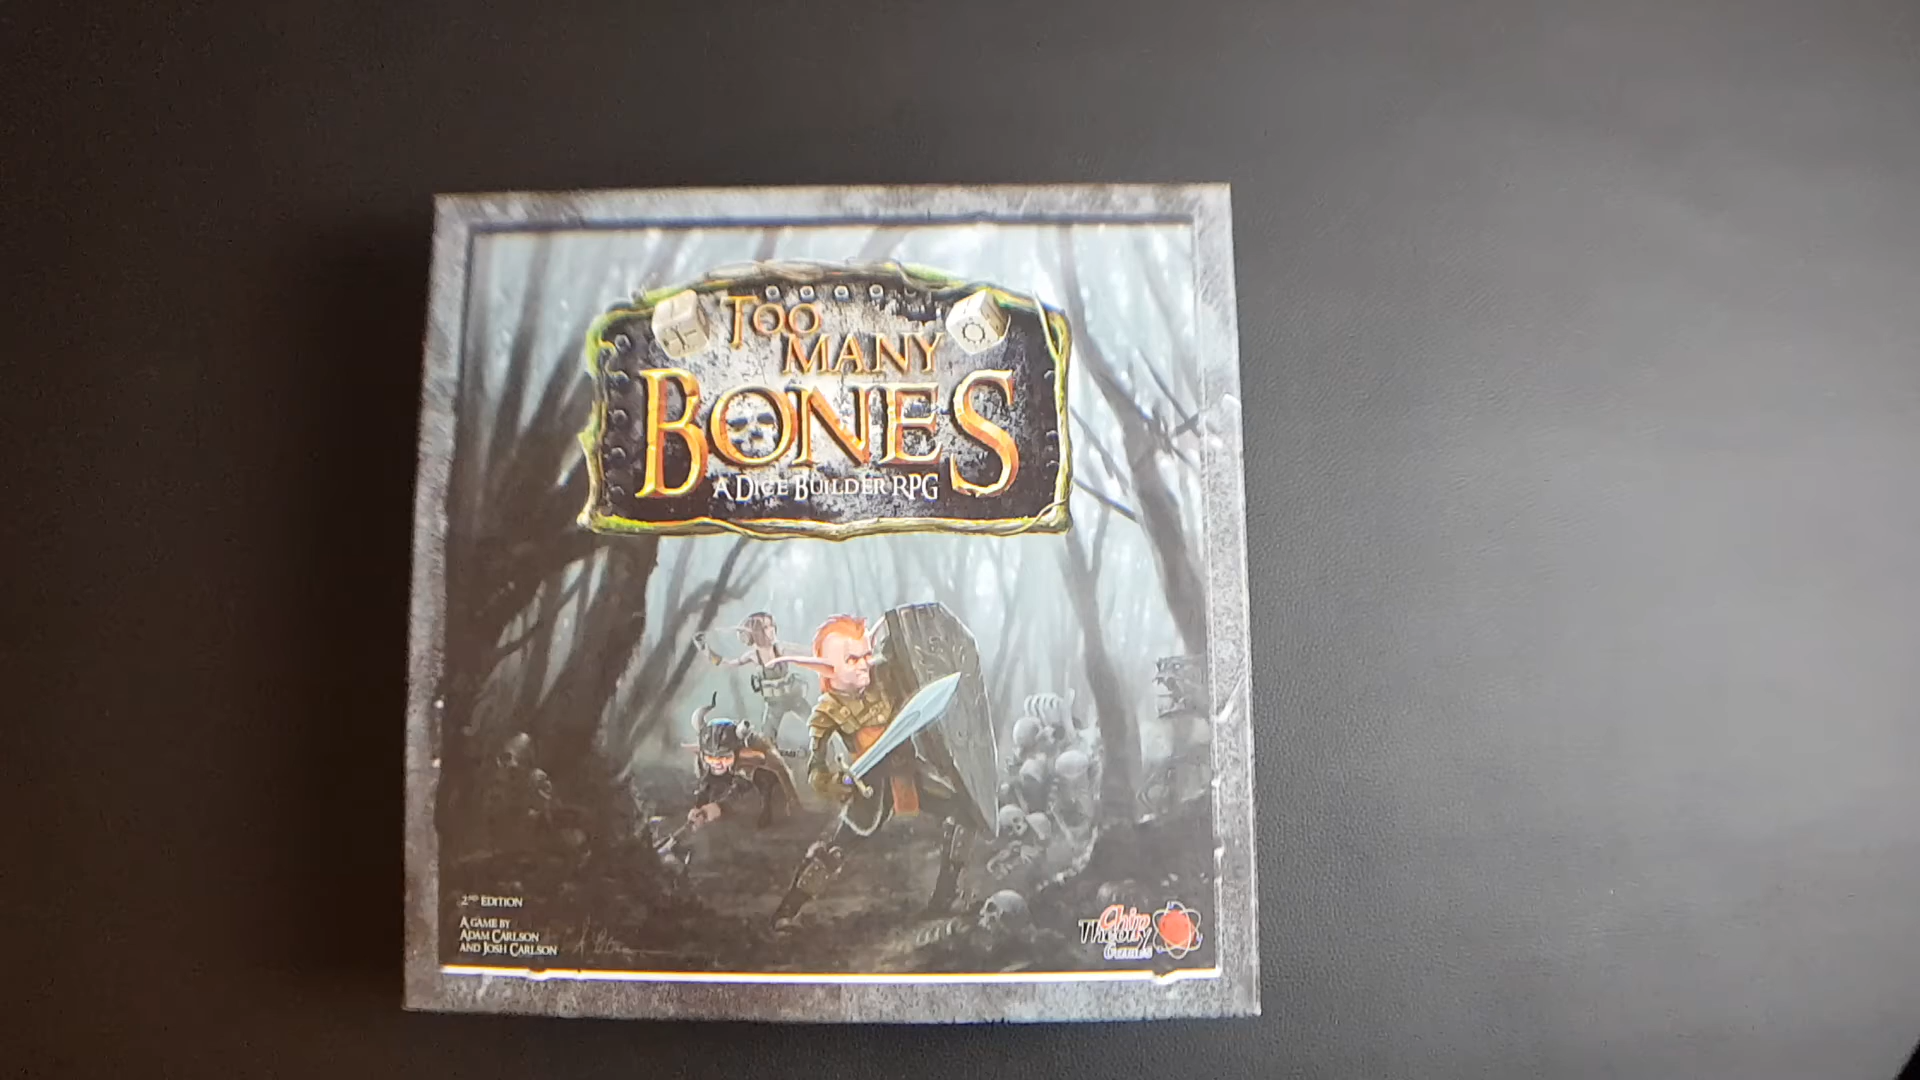 Too
MANY
BONES
A DICE BUILDER RPG
2ND EDITION
A GAME BY
ADAM CARLSON
AND JOSH CARLSON
Chip
Theory
Games